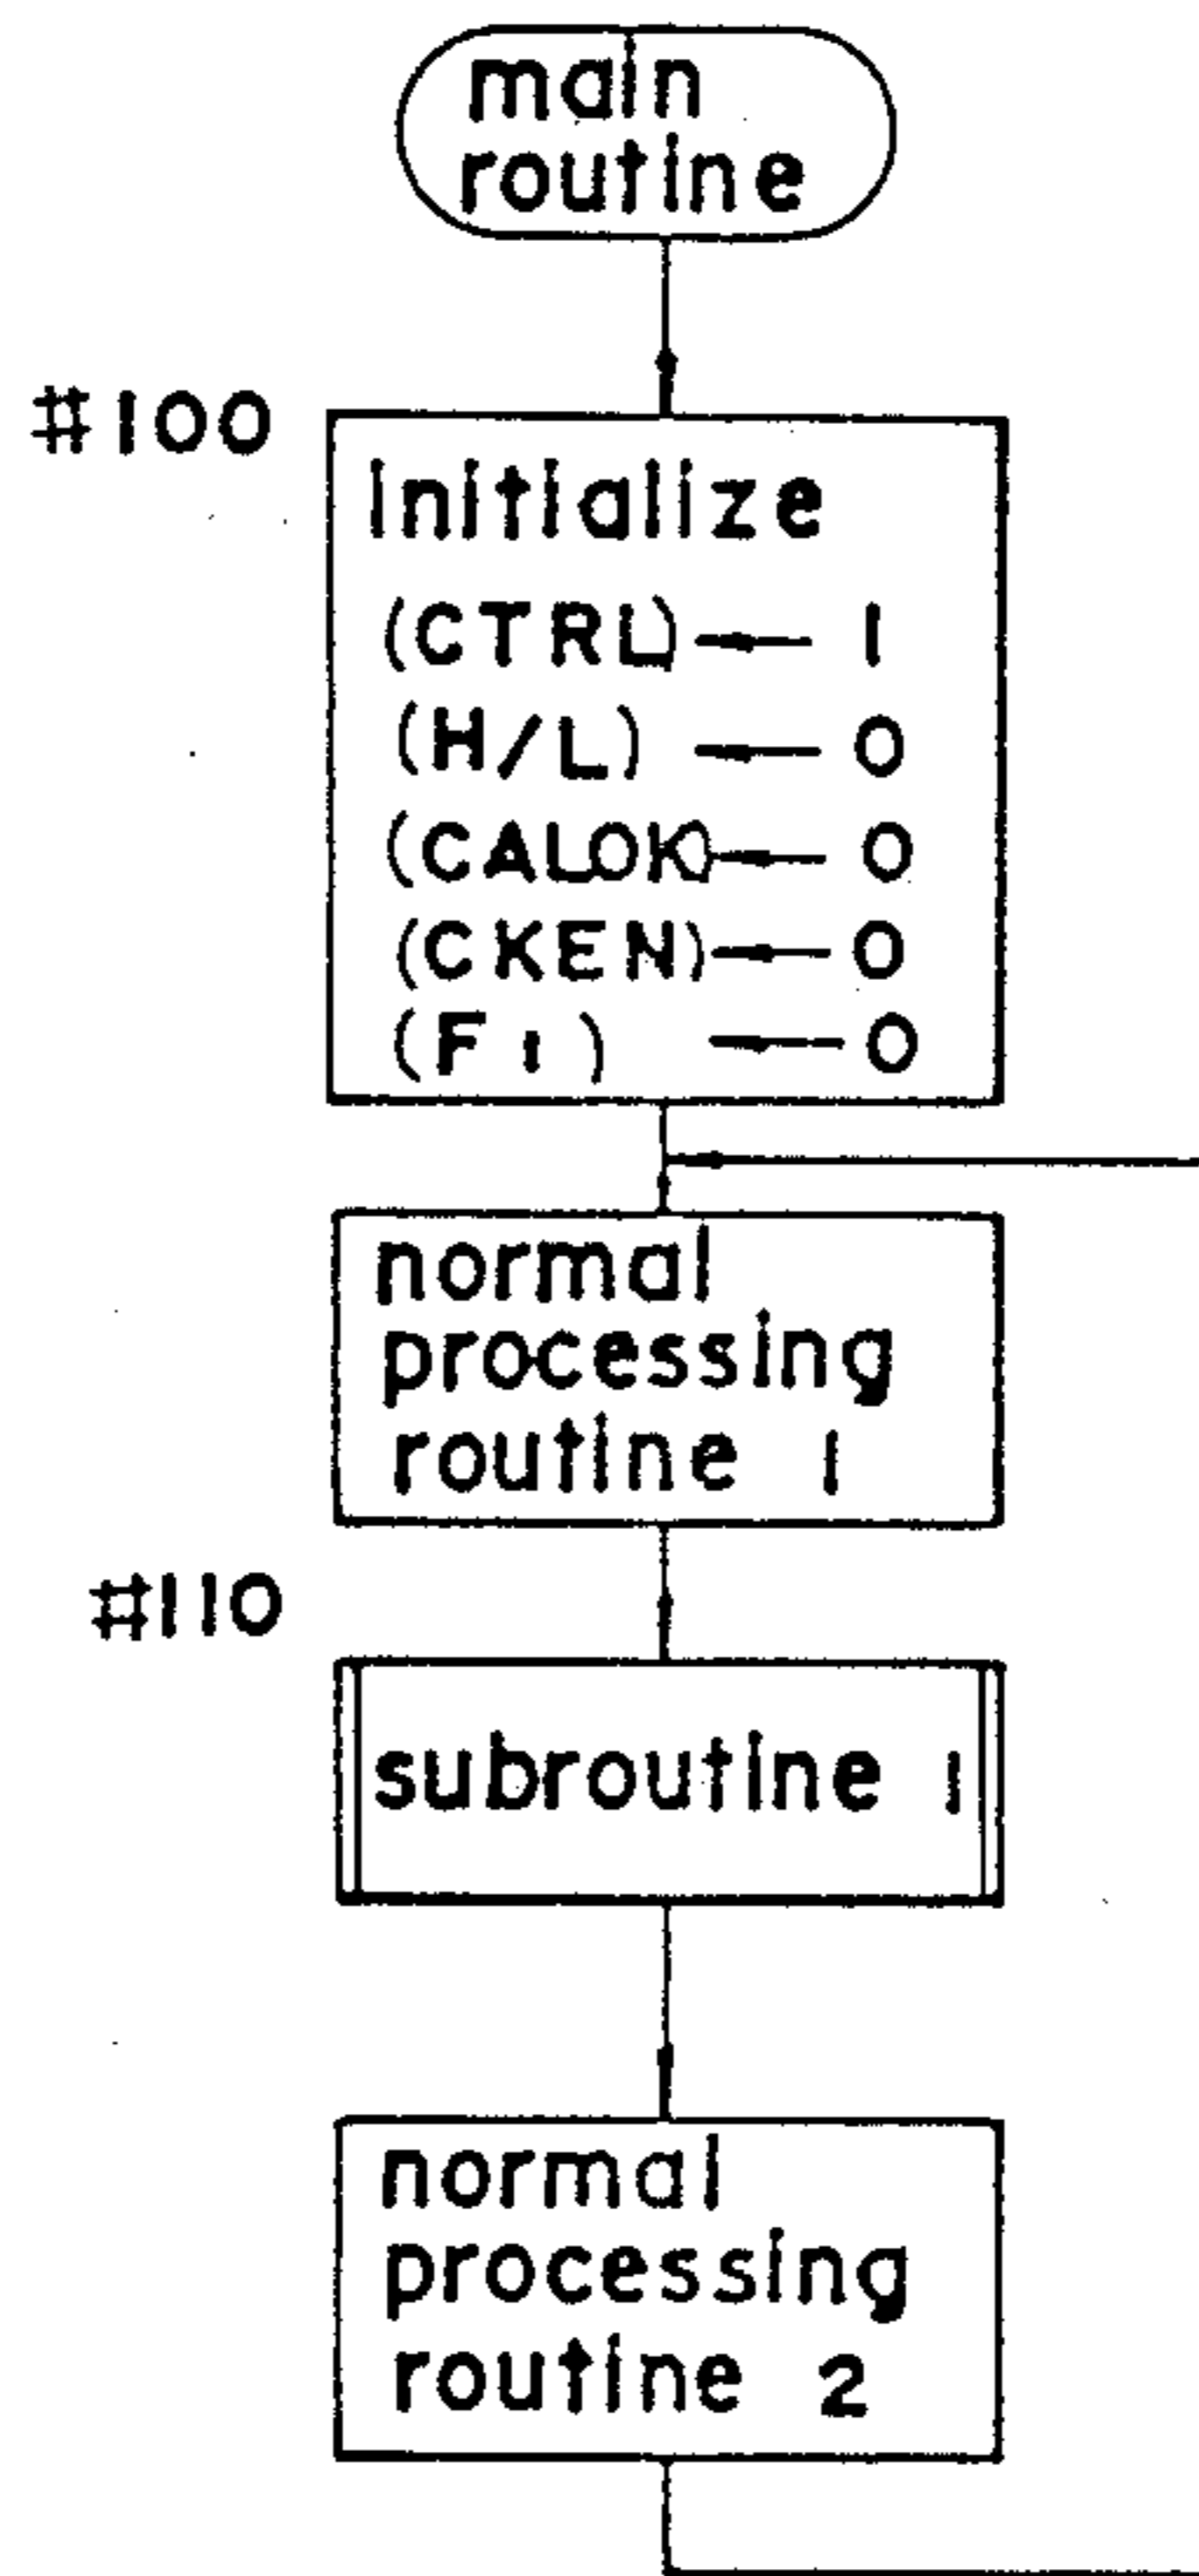 main
routine
#100
initialize
(CTRL) ← 1
(H/L) ← 0
(CALOK) ← 0
(CKEN) ← 0
(F1) ← 0
normal
processing
routine 1
#110
subroutine 1
normal
processing
routine 2